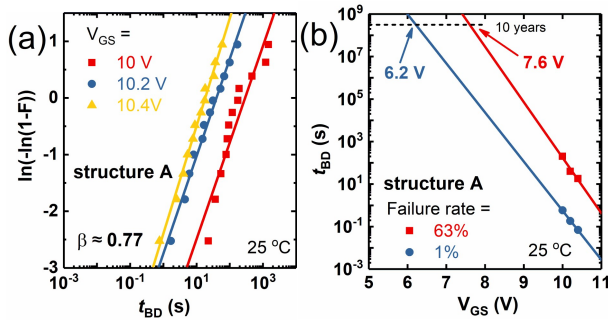 (a)
V_GS =
10 V
10.2 V
10.4V
structure A
β ≈ 0.77
25 °C
ln(-ln(1-F)
1
0
-1
-2
-3
10^-3 10^-1 10^1 10^3
t_BD (s)
(b)
10 years
6.2 V
7.6 V
structure A
Failure rate =
63%
1%
25 °C
t_BD (s)
10^9
10^7
10^5
10^3
10^1
10^-1
10^-3
5 6 7 8 9 10 11
V_GS (V)